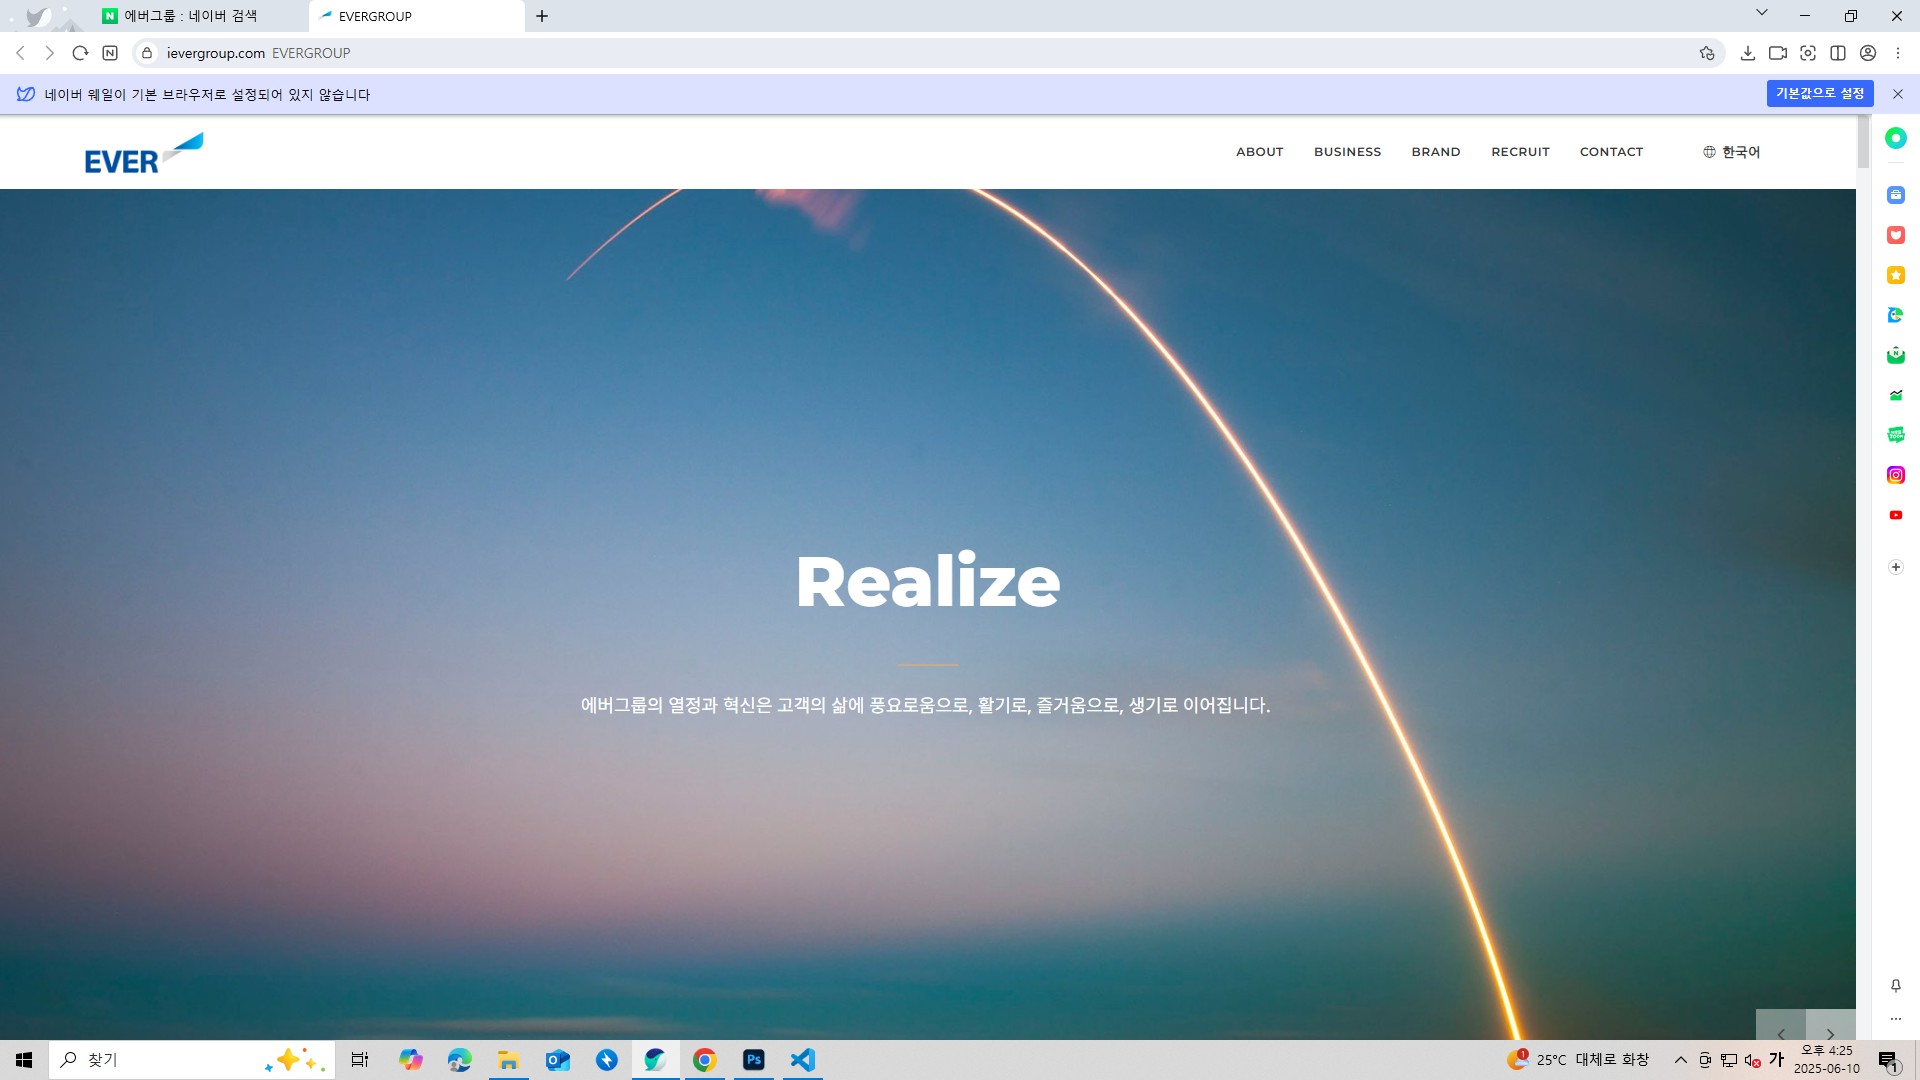 에버그룹 : 네이버 검색
EVERGROUP
ievergroup.com EVERGROUP
네이버 웨일이 기본 브라우저로 설정되어 있지 않습니다
기본값으로 설정
EVER
ABOUT
BUSINESS
BRAND
RECRUIT
CONTACT
한국어
Realize
에버그룹의 열정과 혁신은 고객의 삶에 풍요로움으로, 활기로, 즐거움으로, 생기로 이어집니다.
찾기
Ps
1
25°C 대체로 화창
가
오후 4:25
2025-06-10
1